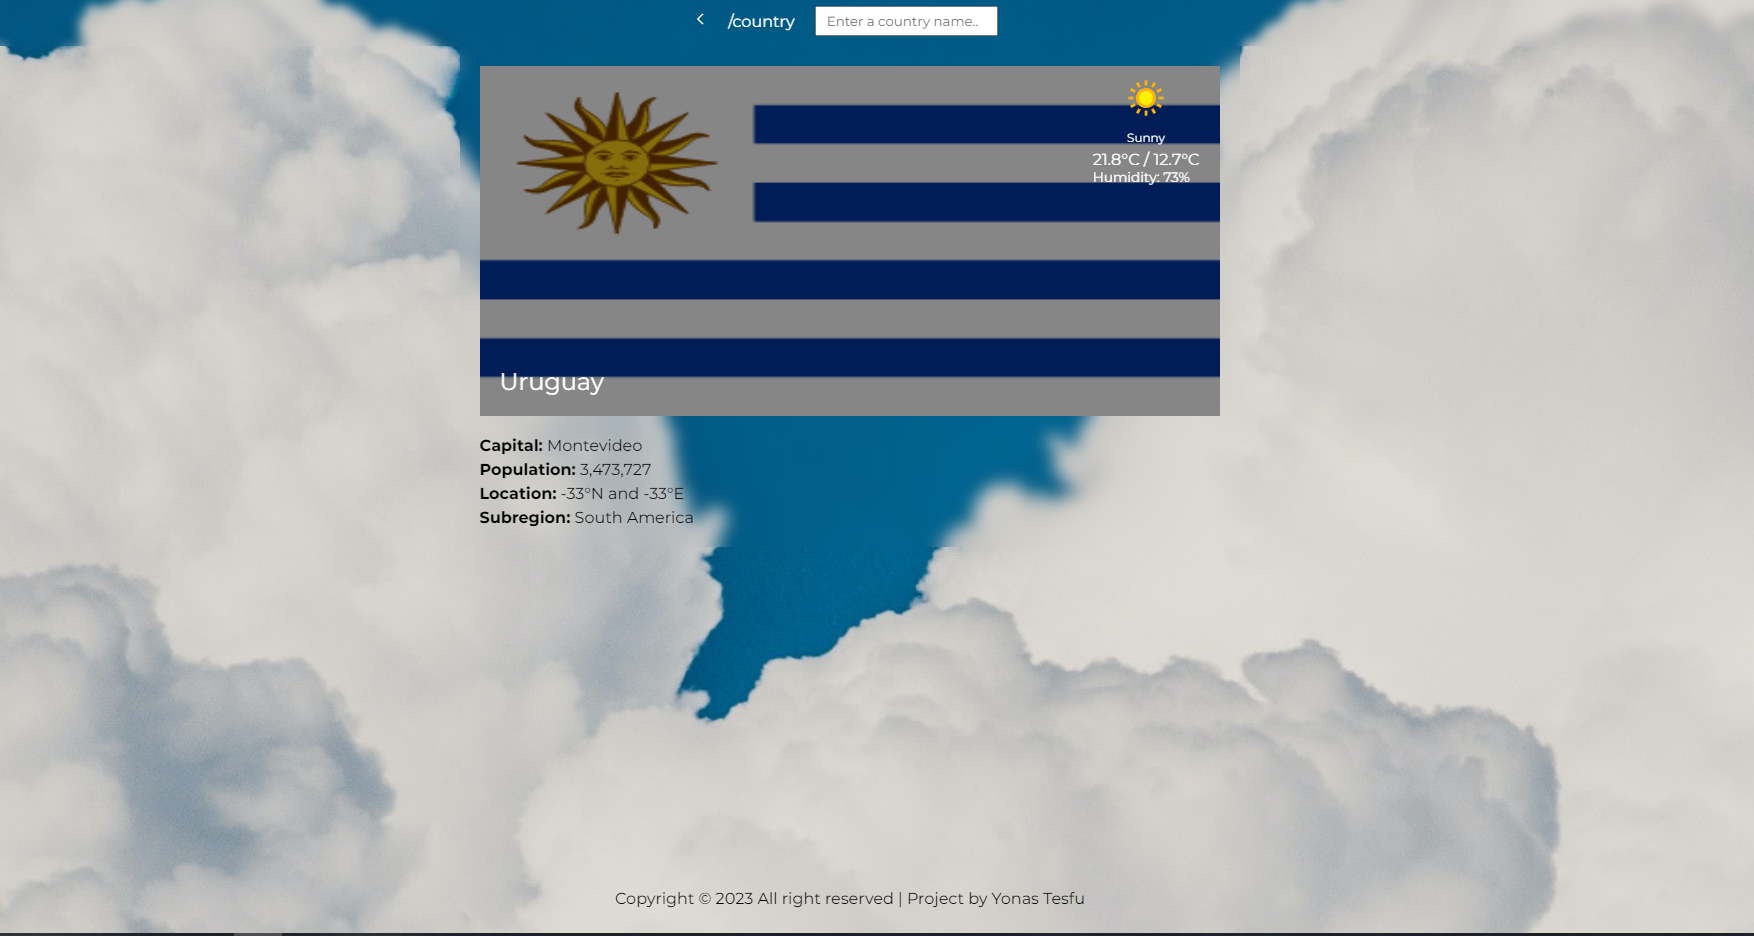 /country
Enter a country name..
Sunny
21.8°C / 12.7°C
Humidity: 73%
Uruguay
Capital: Montevideo
Population: 3,473,727
Location: -33°N and -33°E
Subregion: South America
Copyright © 2023 All right reserved | Project by Yonas Tesfu